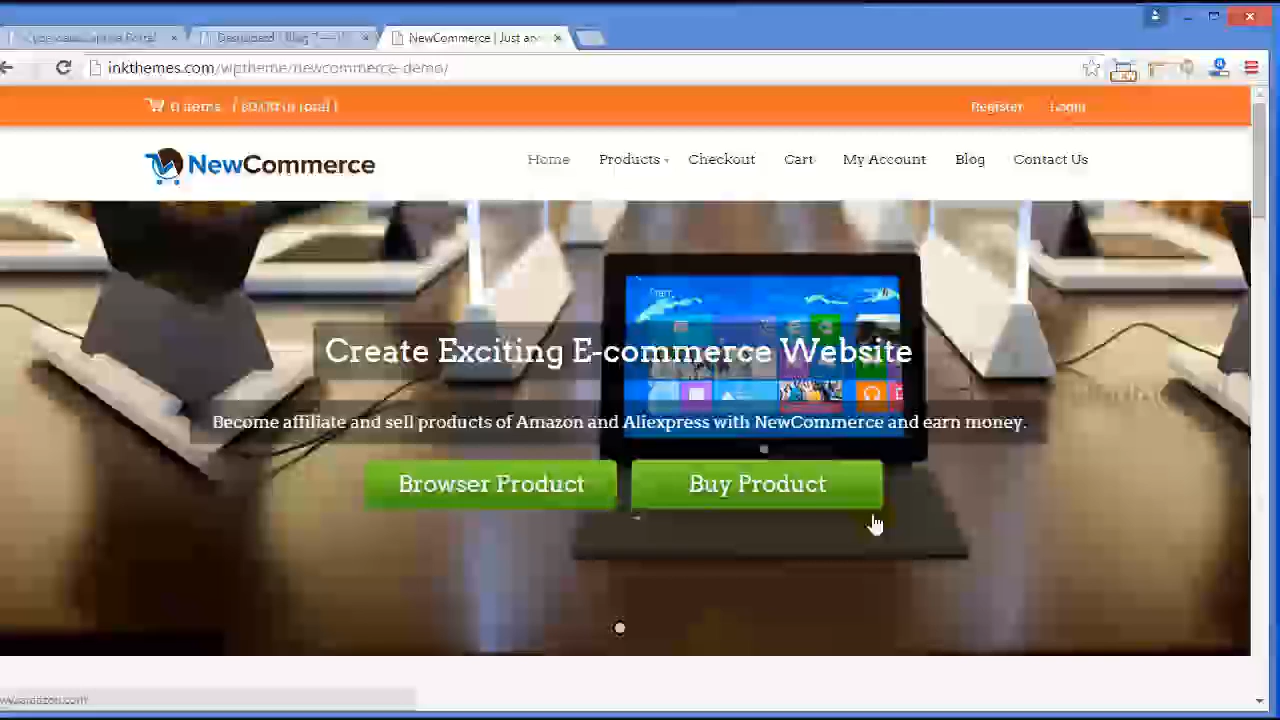 NewCommerce | Just an
inkthemes.com/wptheme/newcommerce-demo/
0 items
Register Login
NewCommerce
Home Products Checkout Cart My Account Blog Contact Us
Create Exciting E-commerce Website
Become affiliate and sell products of Amazon and Aliexpress with NewCommerce and earn money.
Browser Product Buy Product